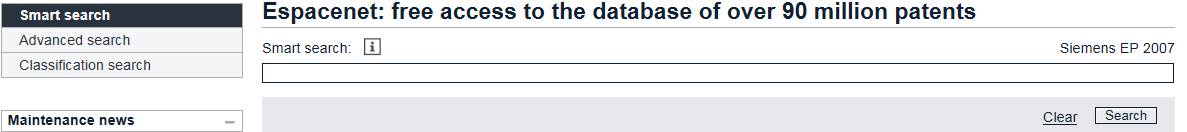 Smart search
Advanced search
Classification search
Maintenance news
Espacenet: free access to the database of over 90 million patents
Smart search: i
Siemens EP 2007
Clear
Search